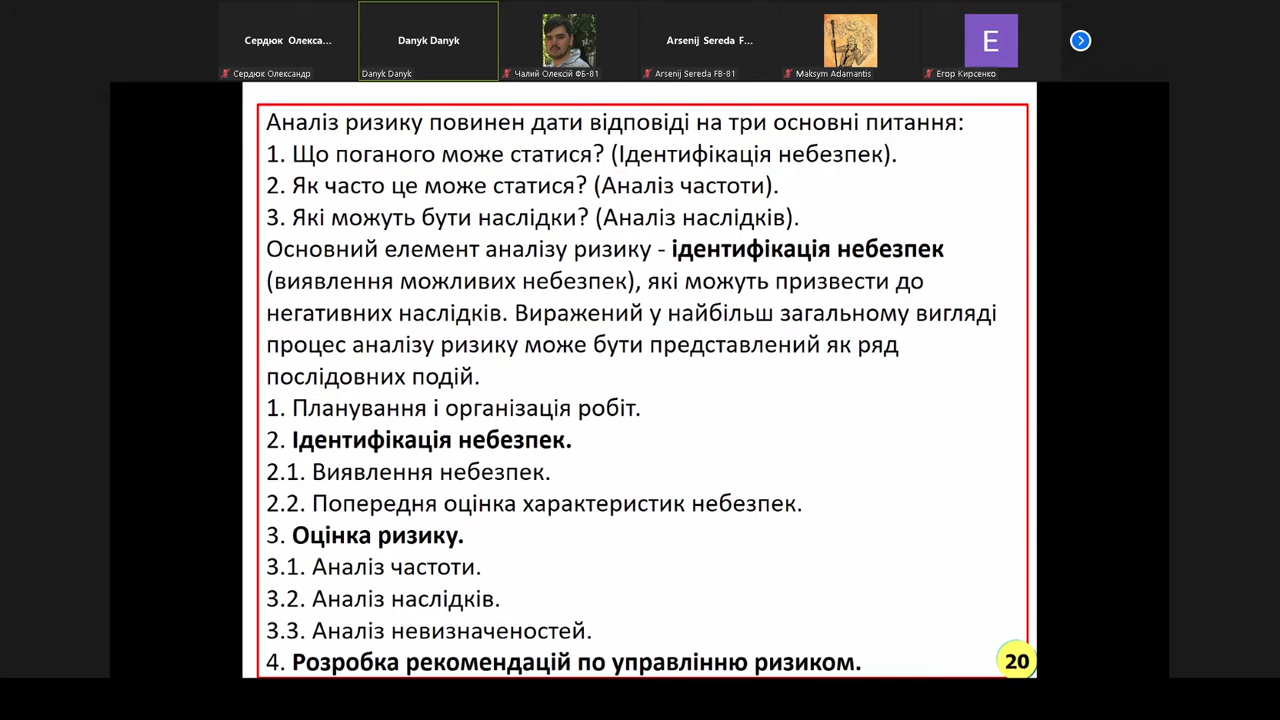 Сердюк Олекса...
Danyk Danyk
Arsenij Sereda F...
E
Сердюк Олександр
Danyk Danyk
Чалий Олексій ФБ-81
Arsenij Sereda FB-81
Maksym Adamantis
Егор Кирсенко
Аналіз ризику повинен дати відповіді на три основні питання:
1. Що поганого може статися? (Ідентифікація небезпек).
2. Як часто це може статися? (Аналіз частоти).
3. Які можуть бути наслідки? (Аналіз наслідків).
Основний елемент аналізу ризику - ідентифікація небезпек
(виявлення можливих небезпек), які можуть призвести до
негативних наслідків. Виражений у найбільш загальному вигляді
процес аналізу ризику може бути представлений як ряд
послідовних подій.
1. Планування і організація робіт.
2. Ідентифікація небезпек.
2.1. Виявлення небезпек.
2.2. Попередня оцінка характеристик небезпек.
3. Оцінка ризику.
3.1. Аналіз частоти.
3.2. Аналіз наслідків.
3.3. Аналіз невизначеностей.
4. Розробка рекомендацій по управлінню ризиком.
20